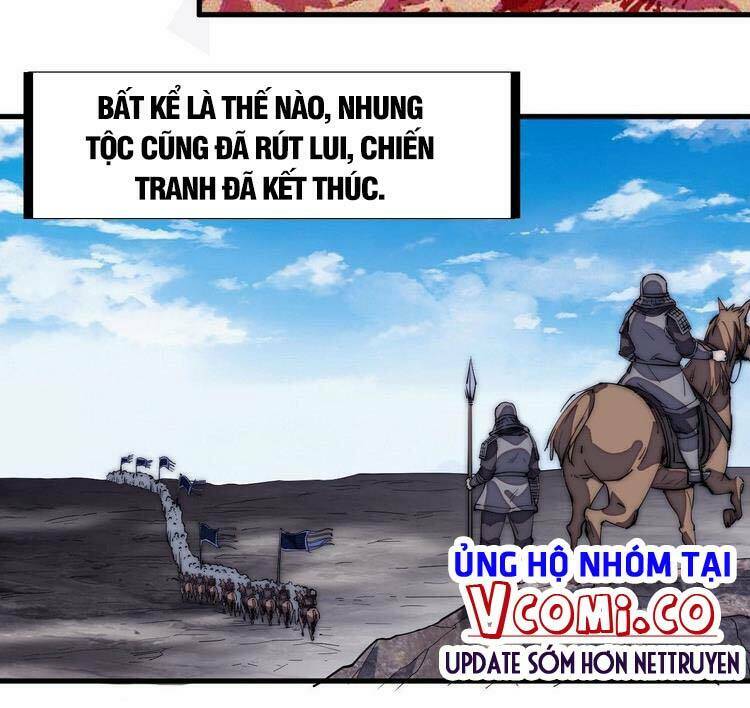 BẤT KỂ LÀ THẾ NÀO, NHUNG
TỘC CŨNG ĐÃ RÚT LUI, CHIẾN
TRANH ĐÃ KẾT THÚC.
ỦNG HỘ NHÓM TẠI
VCOMI.CO
UPDATE SỚM HƠN NETTRUYEN